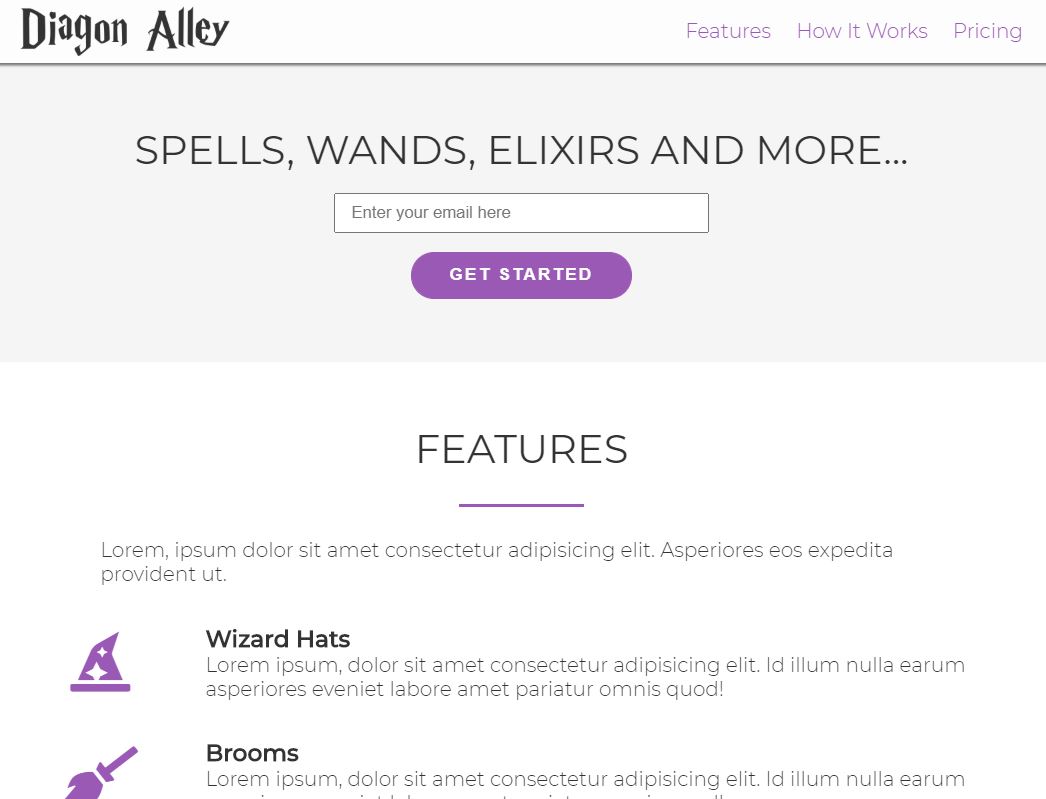 Diagon Alley
Features How It Works Pricing
SPELLS, WANDS, ELIXIRS AND MORE...
Enter your email here
GET STARTED
FEATURES
Lorem, ipsum dolor sit amet consectetur adipisicing elit. Asperiores eos expedita
provident ut.
Wizard Hats
Lorem ipsum, dolor sit amet consectetur adipisicing elit. Id illum nulla earum
asperiores eveniet labore amet pariatur omnis quod!
Brooms
Lorem ipsum, dolor sit amet consectetur adipisicing elit. Id illum nulla earum